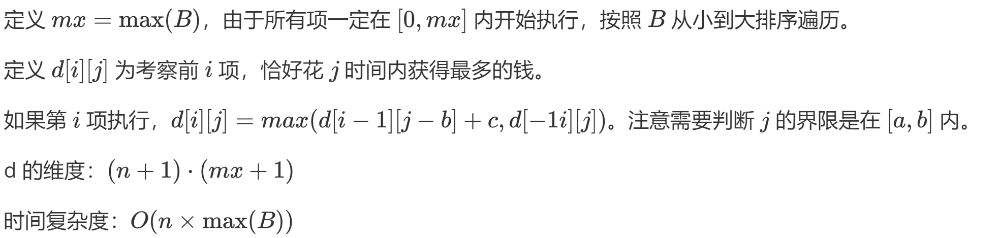 定义 mx = max(B)，由于所有项一定在 [0, mx] 内开始执行，按照 B 从小到大排序遍历。
定义 d[i][j] 为考察前 i 项，恰好花 j 时间内获得最多的钱。
如果第 i 项执行，d[i][j] = max(d[i − 1][j − b] + c, d[−1i][j])。注意需要判断 j 的界限是在 [a, b] 内。
d 的维度：(n + 1) · (mx + 1)
时间复杂度：O(n × max(B))